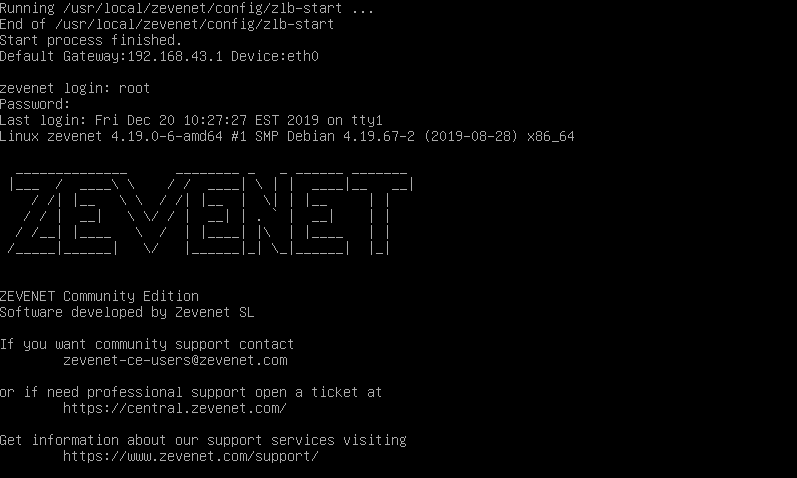 Running /usr/local/zevenet/config/zlb-start ...
End of /usr/local/zevenet/config/zlb-start
Start process finished.
Default Gateway:192.168.43.1 Device:eth0
zevenet login: root
Password:
Last login: Fri Dec 20 10:27:27 EST 2019 on tty1
Linux zevenet 4.19.0-6-amd64 #1 SMP Debian 4.19.67-2 (2019-08-28) x86_64
ZEVENET
ZEVENET Community Edition
Software developed by Zevenet SL
If you want community support contact
zevenet-ce-users@zevenet.com
or if need professional support open a ticket at
https://central.zevenet.com/
Get information about our support services visiting
https://www.zevenet.com/support/